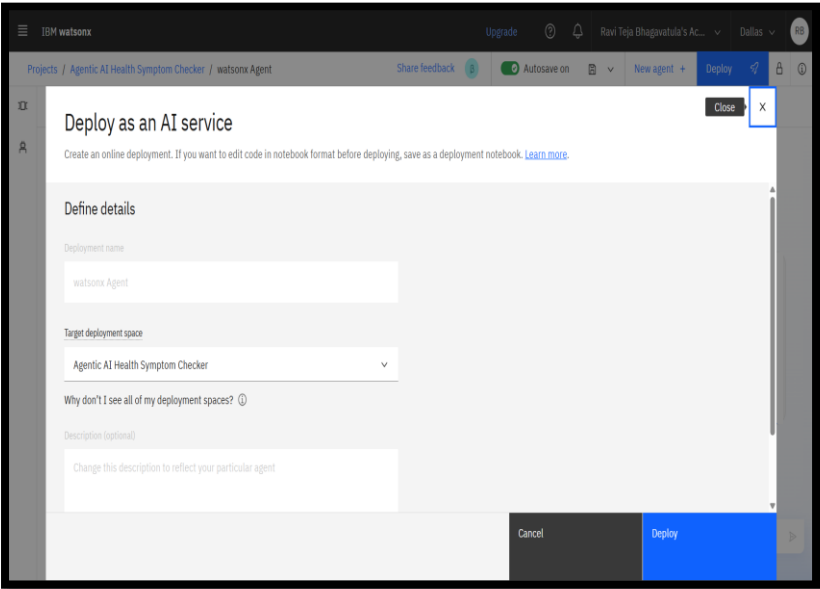 IBM watsonx
Upgrade
Ravi Teja Bhagavatula's Ac...
Dallas
RB
Projects / Agentic AI Health Symptom Checker / watsonx Agent
Share feedback
Autosave on
New agent +
Deploy
Close
X
Deploy as an AI service
Create an online deployment. If you want to edit code in notebook format before deploying, save as a deployment notebook. Learn more.
Define details
Deployment name
watsonx Agent
Target deployment space
Agentic AI Health Symptom Checker
Why don't I see all of my deployment spaces?
Description (optional)
Change this description to reflect your particular agent
Cancel
Deploy